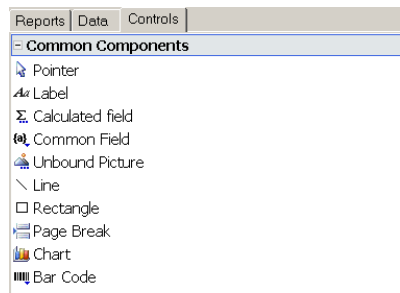 Reports Data Controls
Common Components
Pointer
Label
Calculated field
Common Field
Unbound Picture
Line
Rectangle
Page Break
Chart
Bar Code